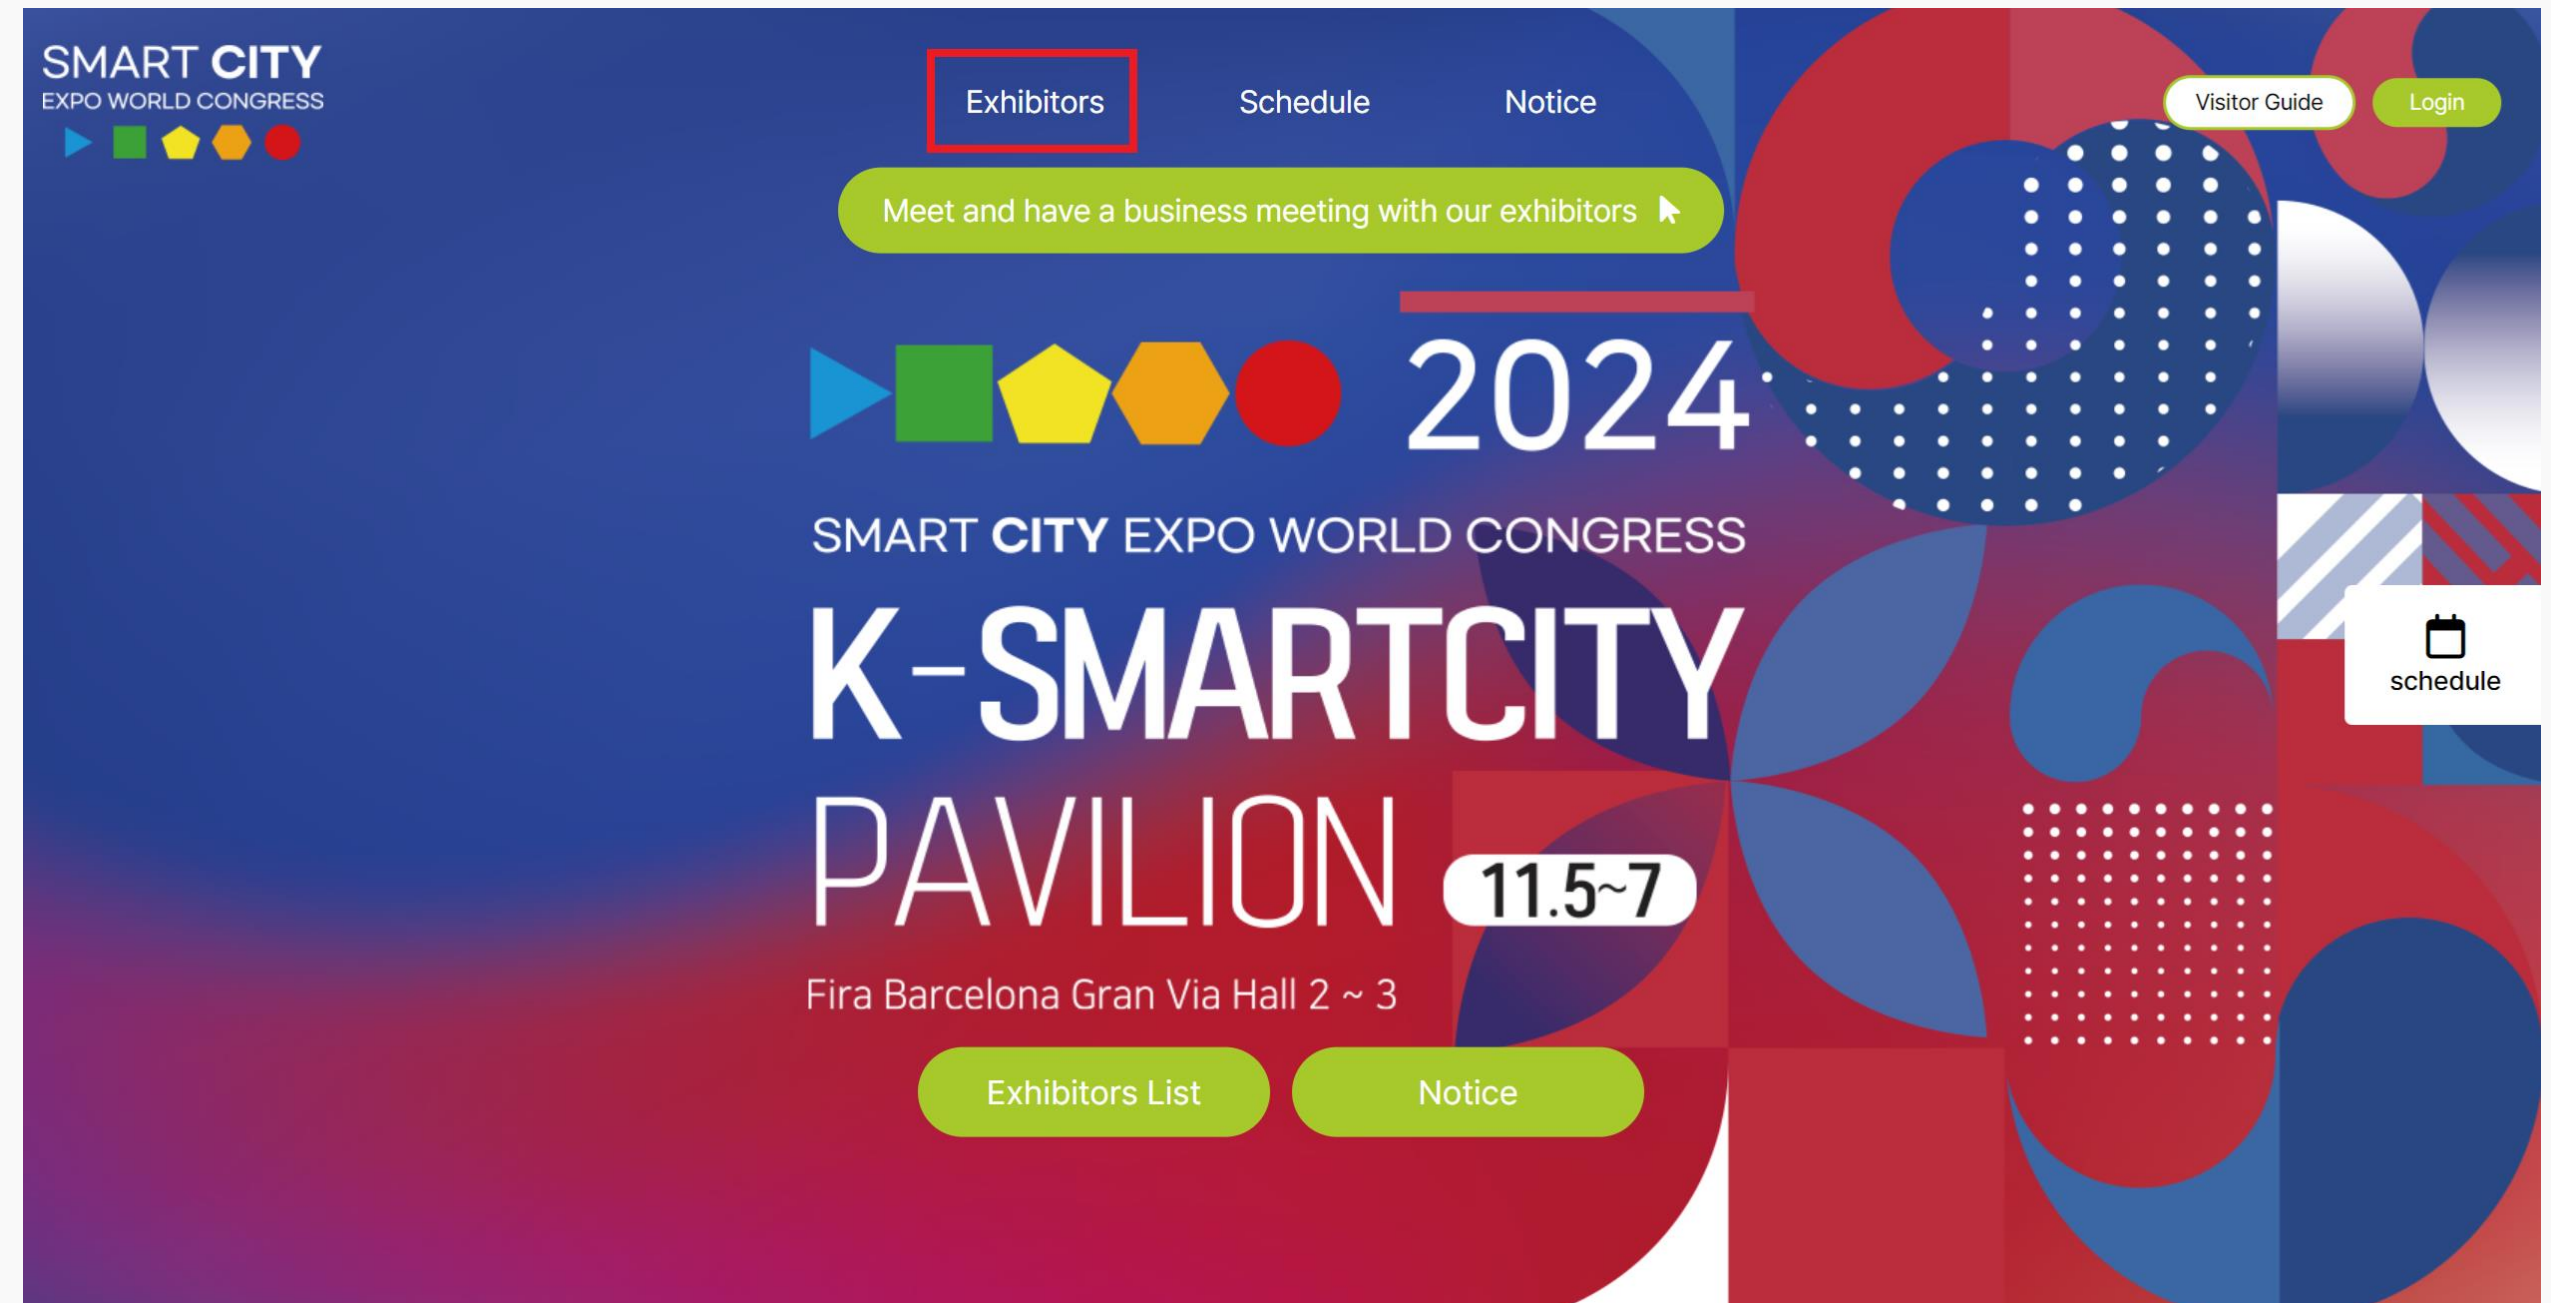 SMART CITY
EXPO WORLD CONGRESS
Exhibitors
Schedule
Notice
Visitor Guide
Login
Meet and have a business meeting with our exhibitors
2024
SMART CITY EXPO WORLD CONGRESS
K-SMARTCITY
PAVILION 11.5~7
schedule
Fira Barcelona Gran Via Hall 2 ~ 3
Exhibitors List
Notice